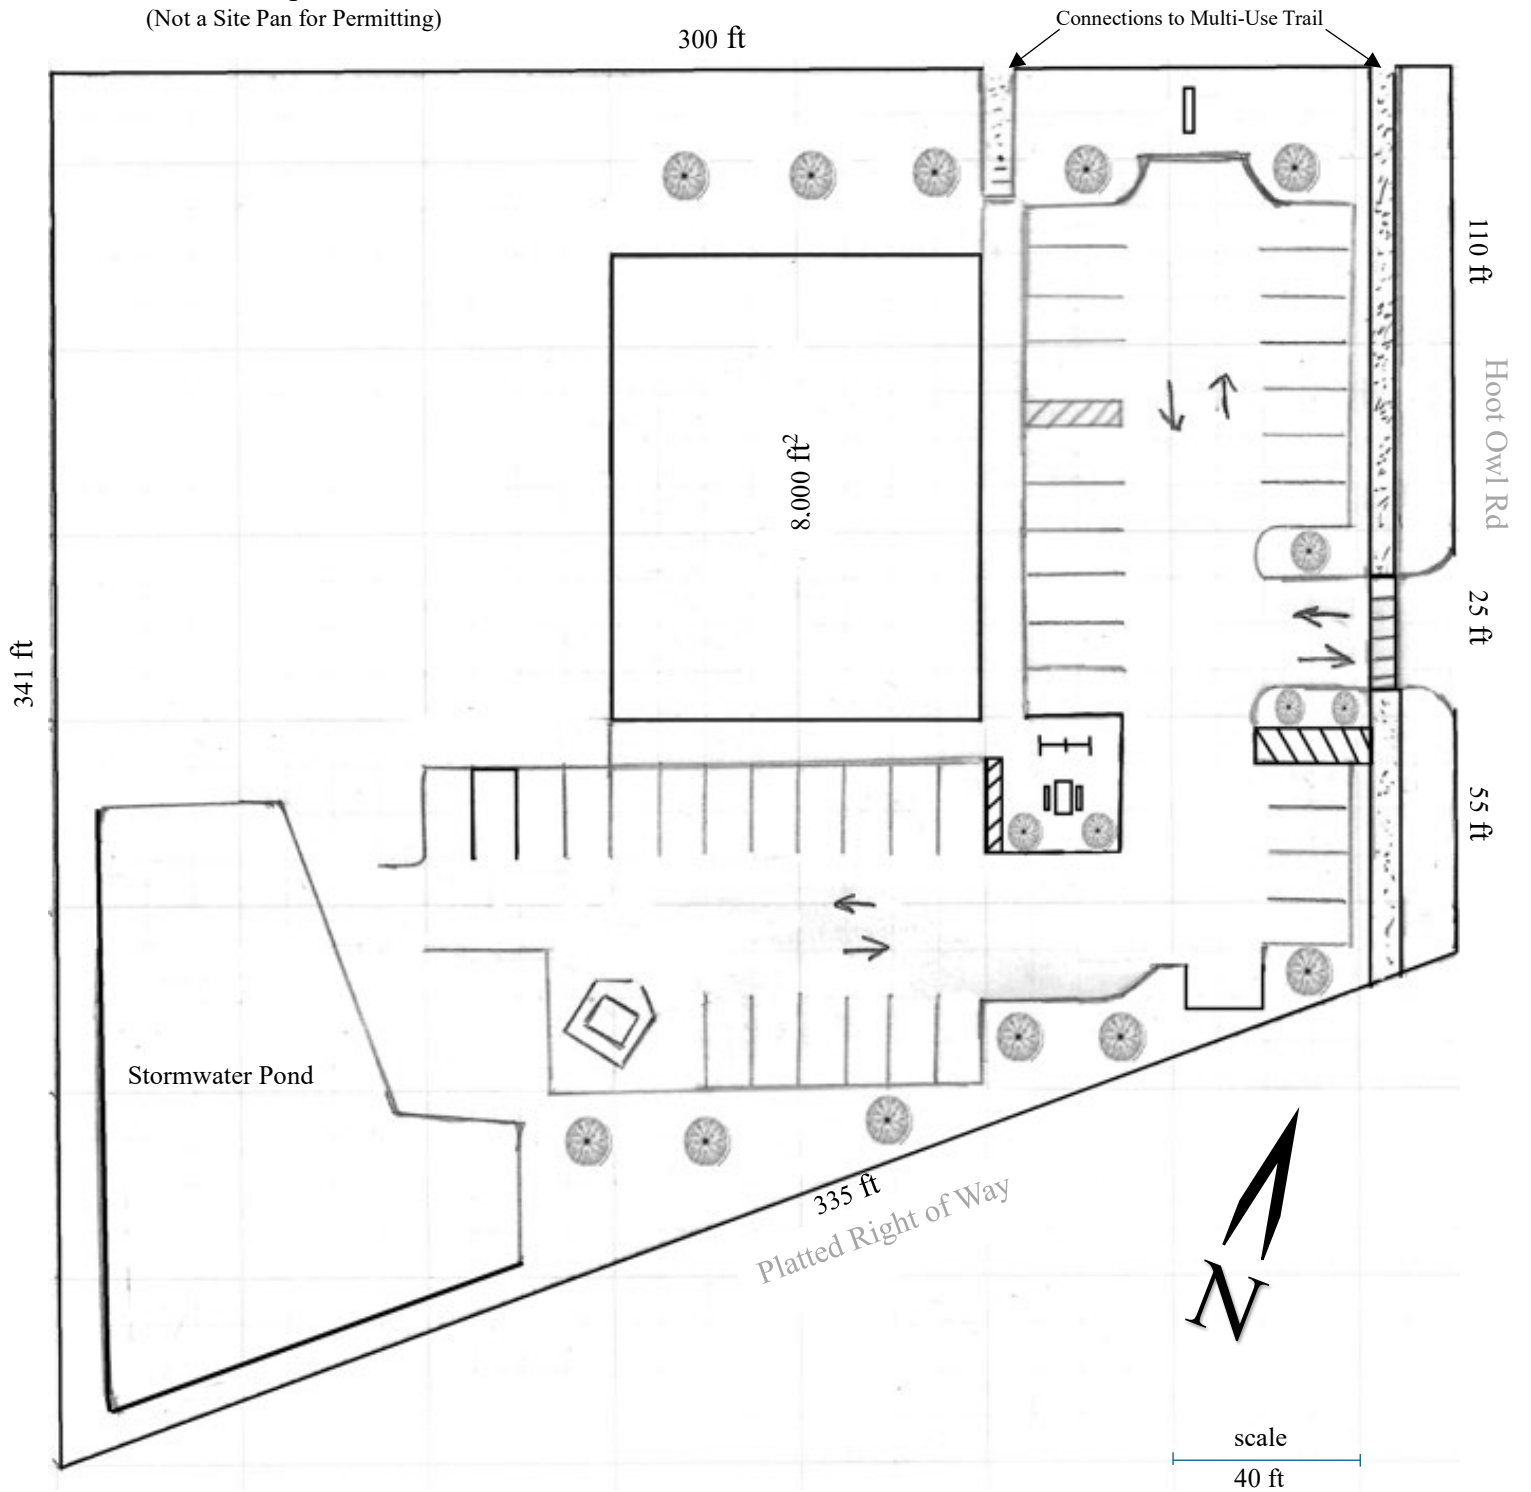 (Not a Site Pan for Permitting)
Connections to Multi-Use Trail
300 ft
110 ft
Hoot Owl Rd
8.000 ft²
25 ft
341 ft
55 ft
Stormwater Pond
335 ft
Platted Right of Way
N
scale
40 ft